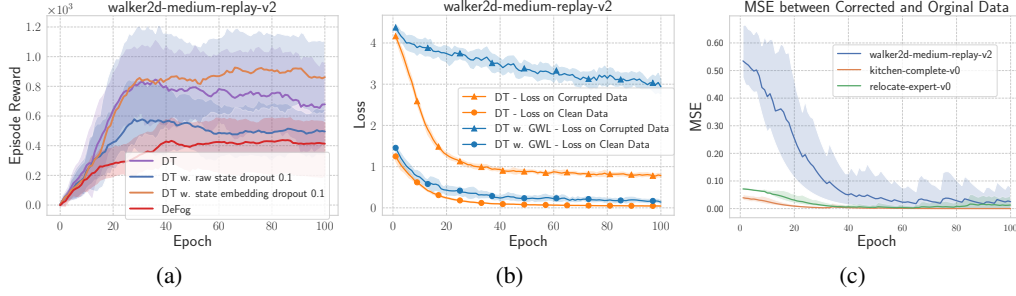 walker2d-medium-replay-v2
×10³
Episode Reward
1.2
1.0
0.8
0.6
0.4
0.2
0.0
DT
DT w. raw state dropout 0.1
DT w. state embedding dropout 0.1
DeFog
0 20 40 60 80 100
Epoch
(a)
walker2d-medium-replay-v2
Loss
4
3
2
1
0
DT - Loss on Corrupted Data
DT - Loss on Clean Data
DT w. GWL - Loss on Corrupted Data
DT w. GWL - Loss on Clean Data
0 20 40 60 80 100
Epoch
(b)
MSE between Corrected and Orginal Data
MSE
0.60
0.50
0.40
0.30
0.20
0.10
0.00
walker2d-medium-replay-v2
kitchen-complete-v0
relocate-expert-v0
0 20 40 60 80 100
Epoch
(c)